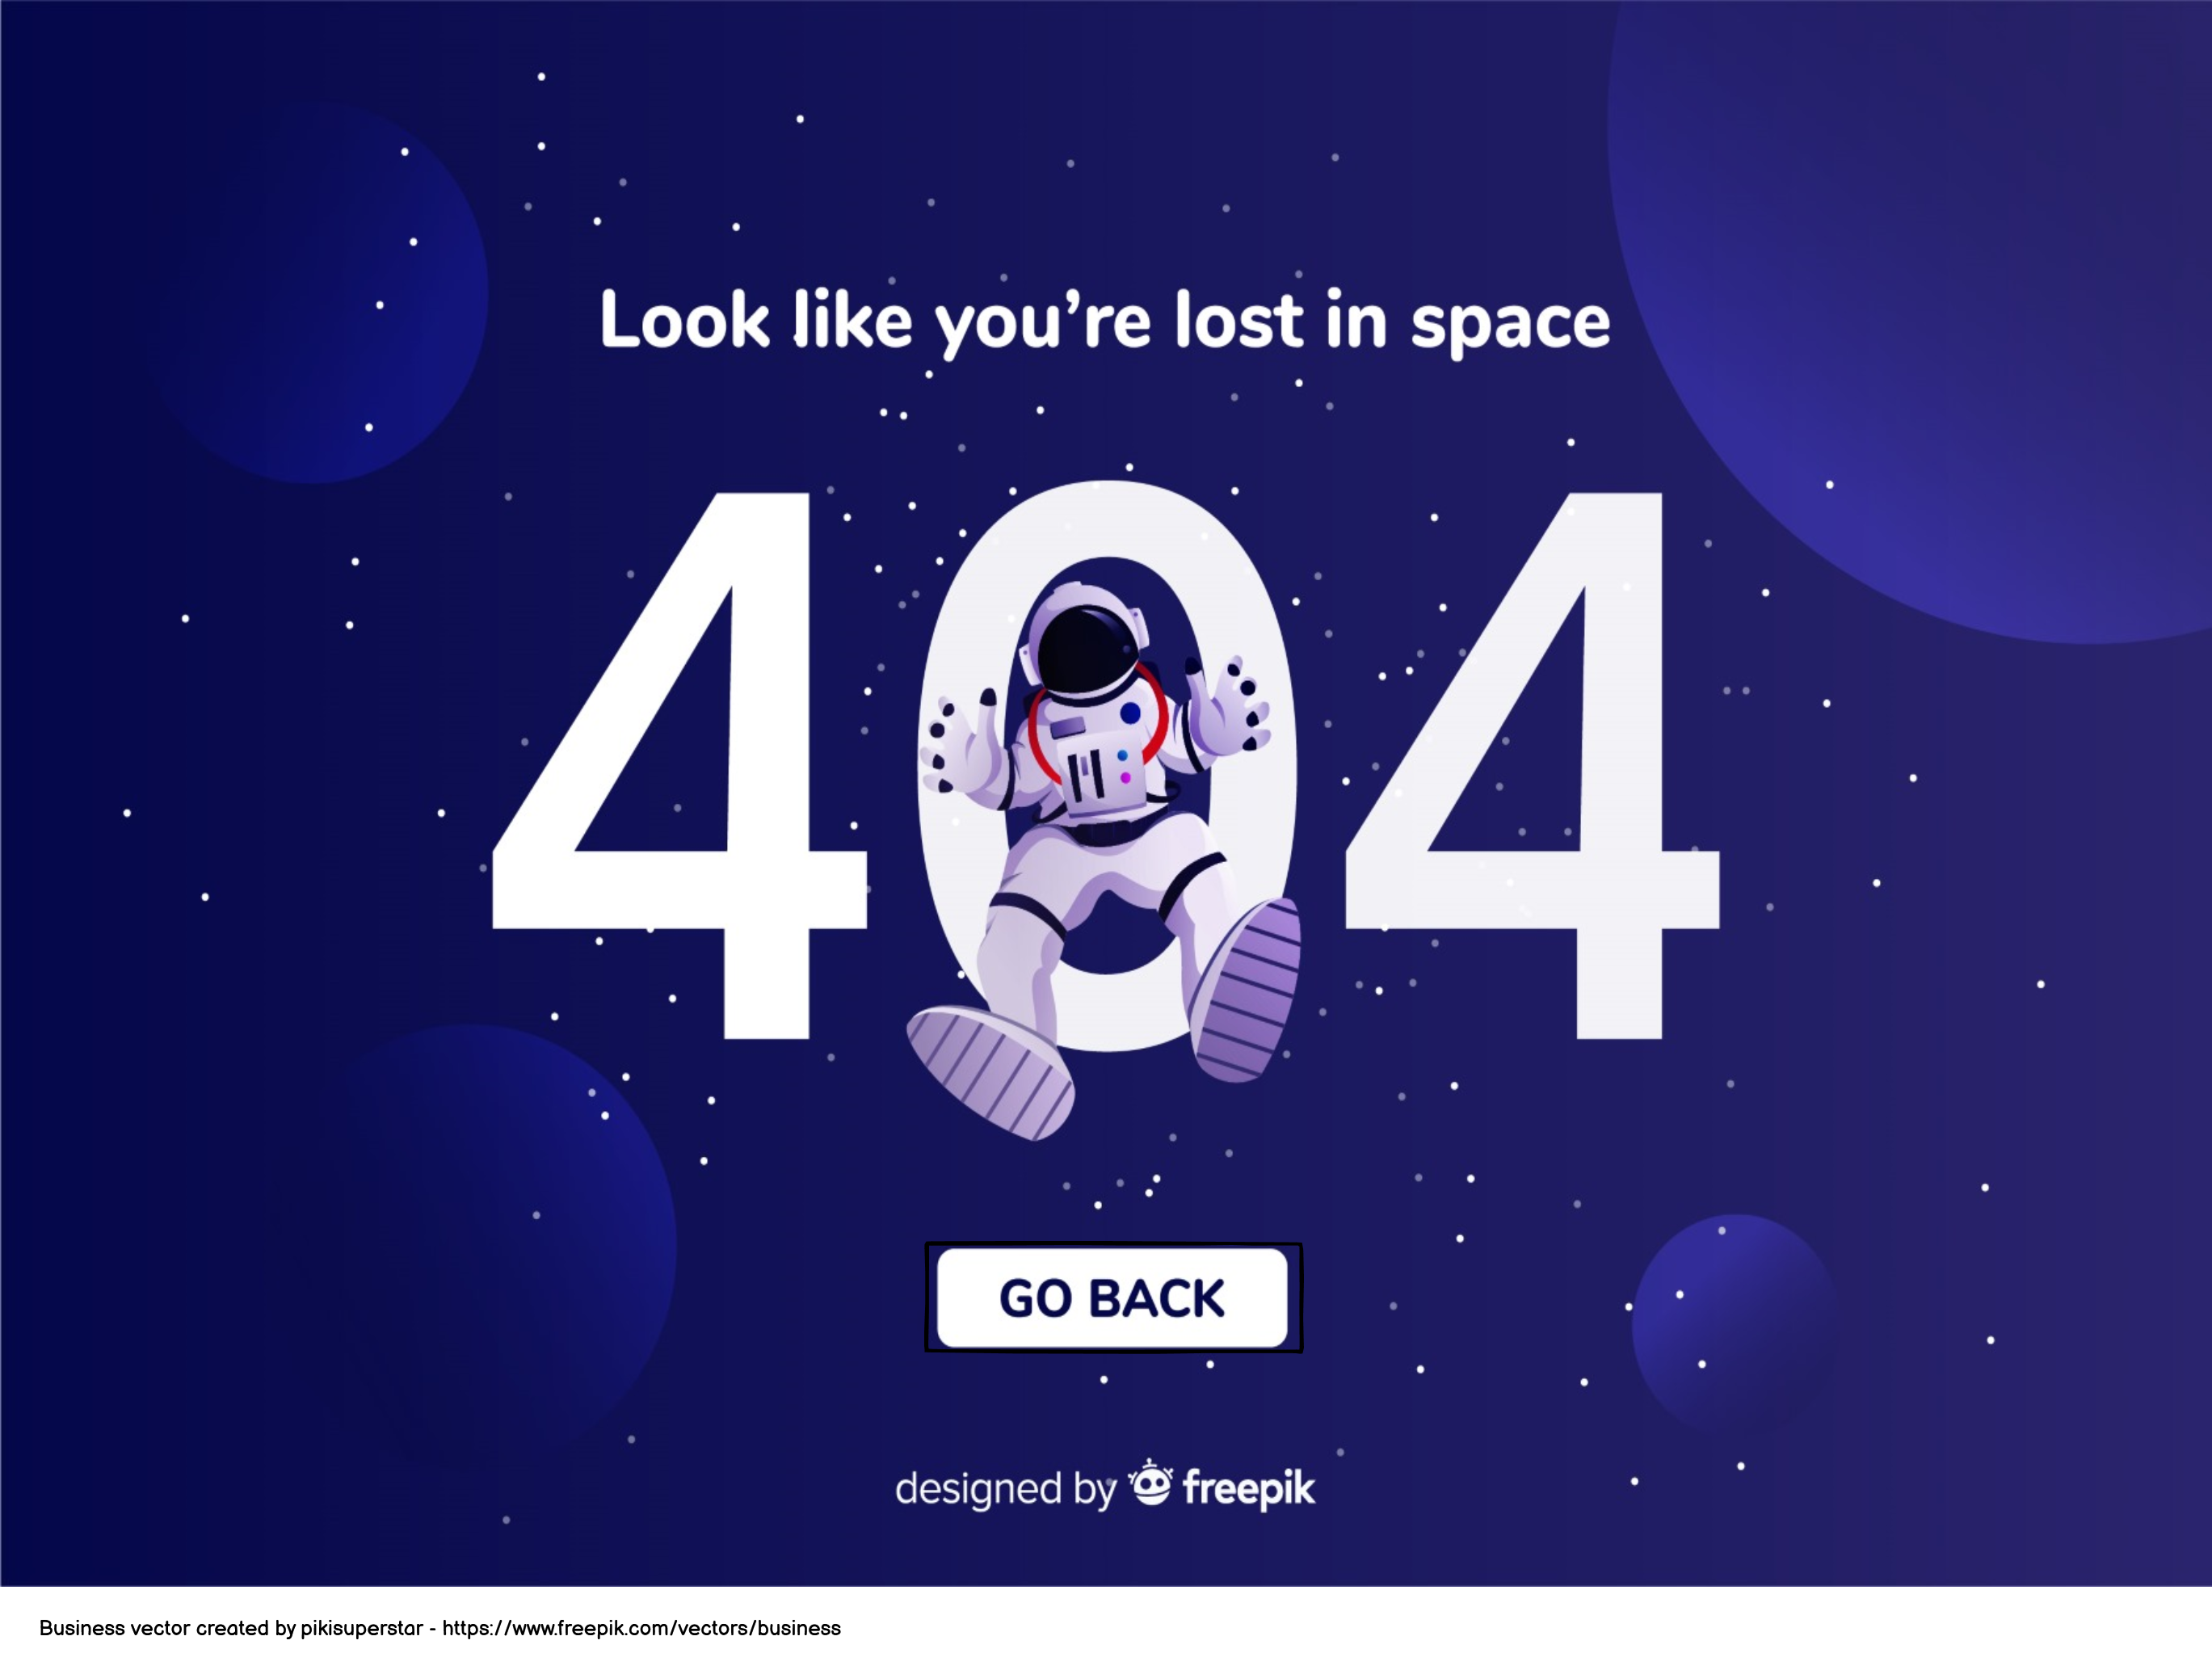 Look like you’re lost in space
404
GO BACK
designed by freepik
Business vector created by pikisuperstar - https://www.freepik.com/vectors/business